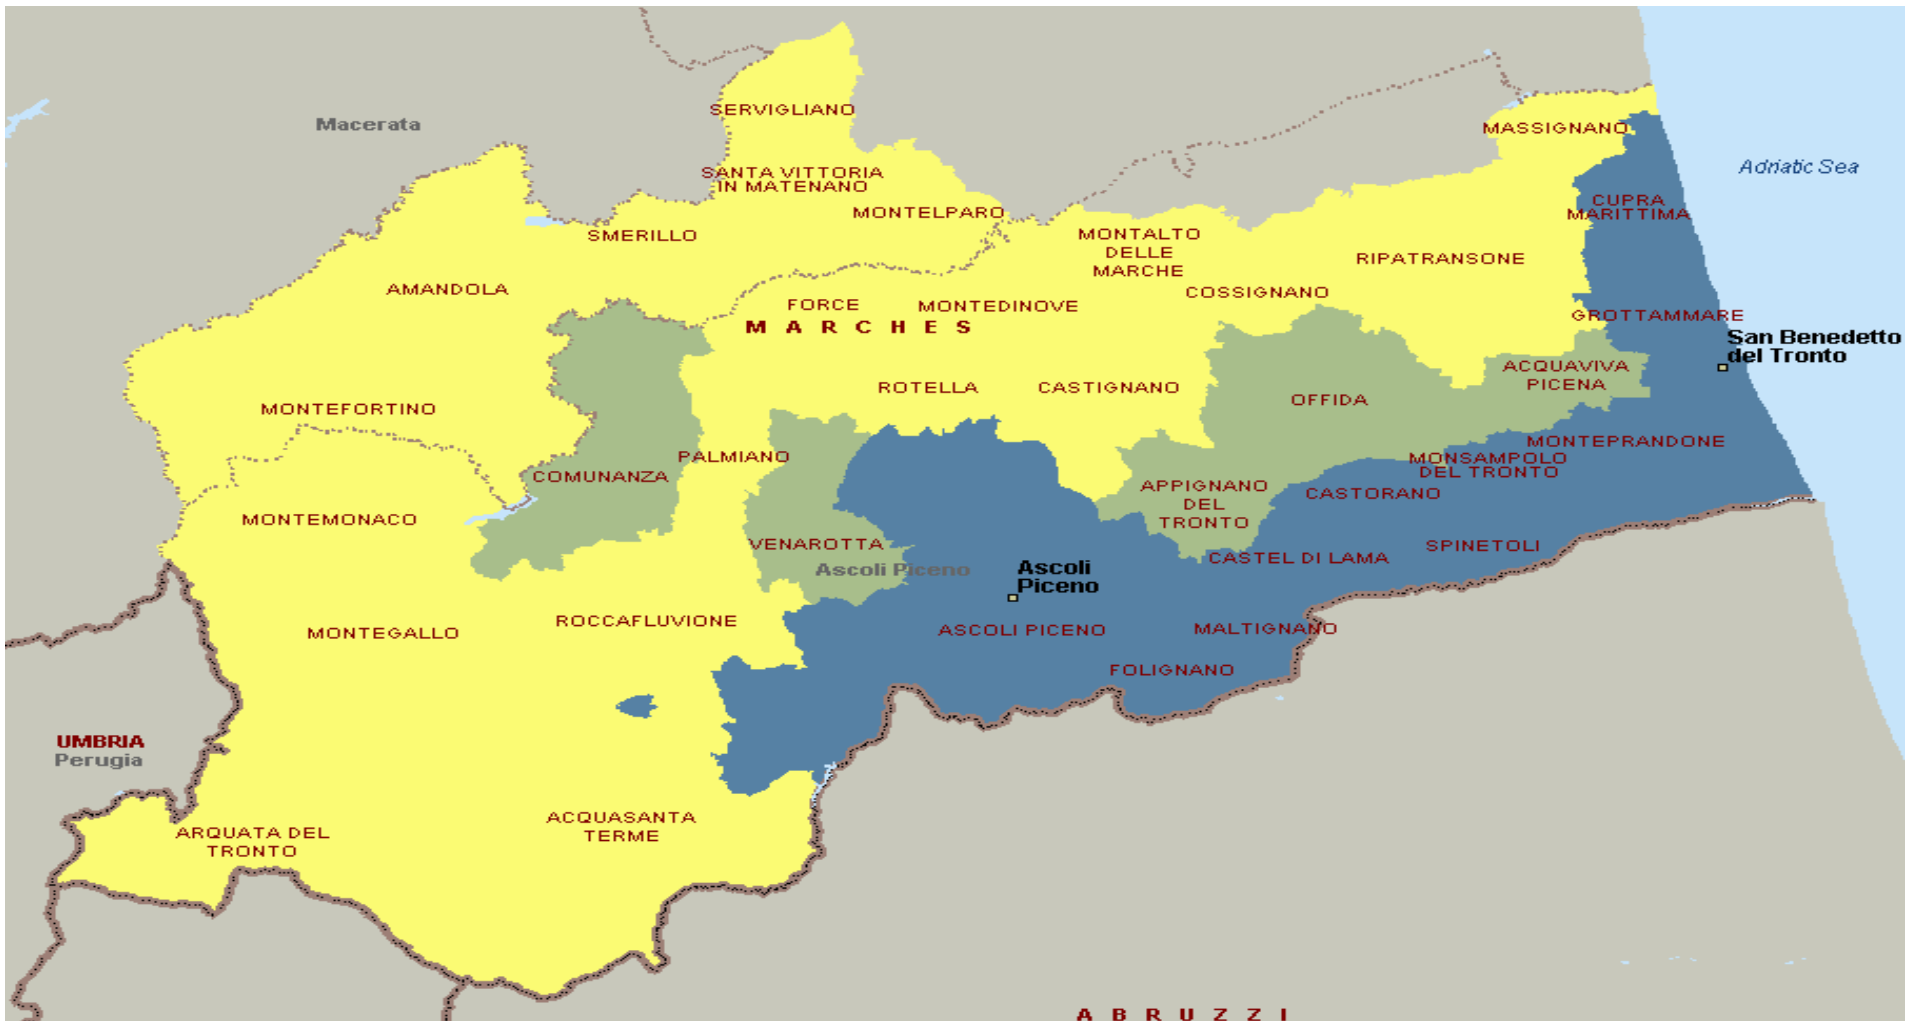 SERVIGLIANO
Macerata
MASSIGNANO
Adriatic Sea
SANTA VITTORIA
IN MATENANO
CUPRA
MARITTIMA
MONTELPARO
SMERILLO
MONTALTO
DELLE
MARCHE
RIPATRANSONE
AMANDOLA
COSSIGNANO
FORCE
MONTEDINOVE
GROTTAMMARE
MARCHES
San Benedetto
del Tronto
ACQUAVIVA
PICENA
ROTELLA
CASTIGNANO
OFFIDA
MONTEFORTINO
MONTEPRANDONE
PALMIANO
MONSAMPOLO
DEL TRONTO
COMUNANZA
APPIGNANO
DEL
TRONTO
CASTORANO
MONTEMONACO
VENAROTTA
SPINETOLI
CASTEL DI LAMA
Ascoli Piceno
Ascoli
Piceno
ROCCAFLUVIONE
ASCOLI PICENO
MALTIGNANO
MONTEGALLO
FOLIGNANO
UMBRIA
Perugia
ACQUASANTA
TERME
ARQUATA DEL
TRONTO
ABRUZZI